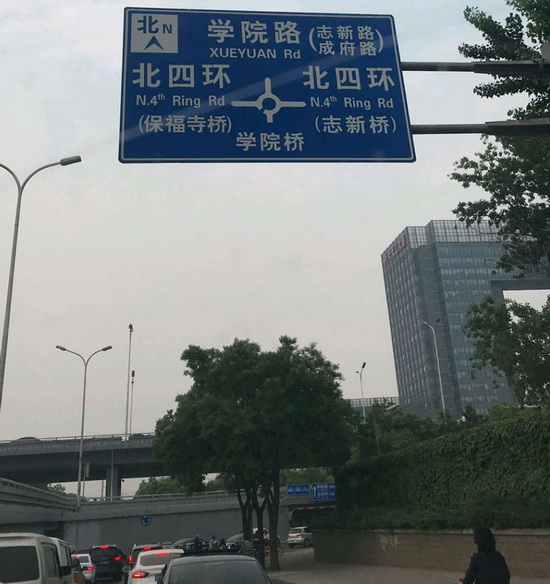 北N 学院路 (志新路
成府路)
XUEYUAN Rd
北四环 北四环
N.4th Ring Rd N.4th Ring Rd
(保福寺桥) (志新桥)
学院桥